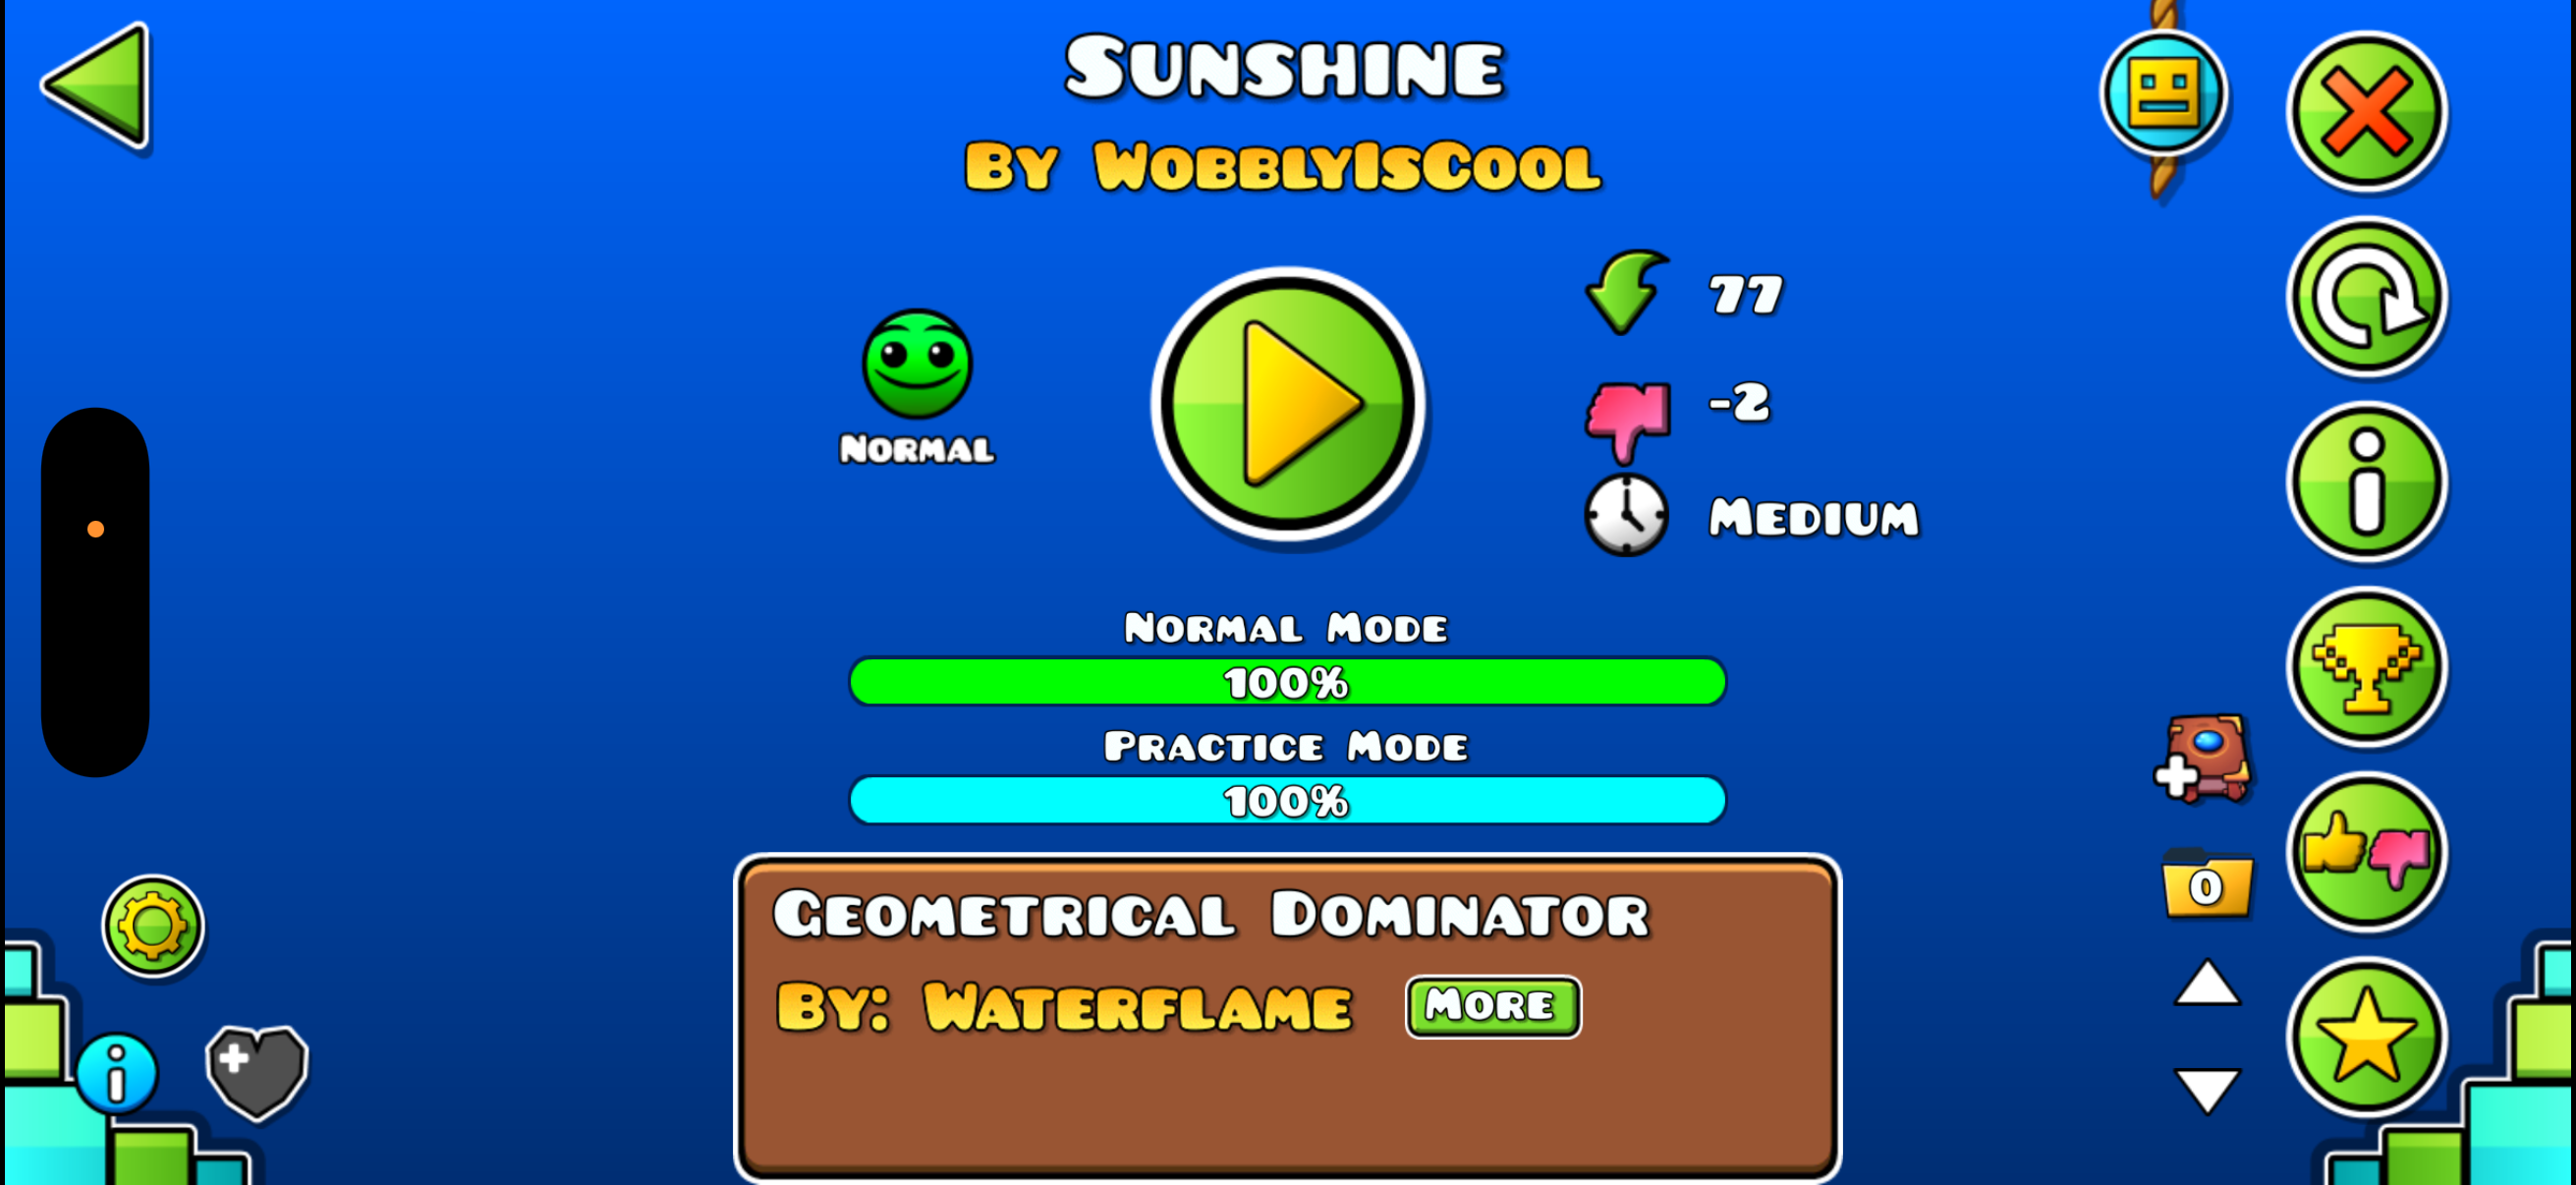 Sunshine
By WobblyIsCool
77
-2
Normal
Medium
Normal Mode
100%
Practice Mode
100%
Geometrical Dominator
By: Waterflame More
0